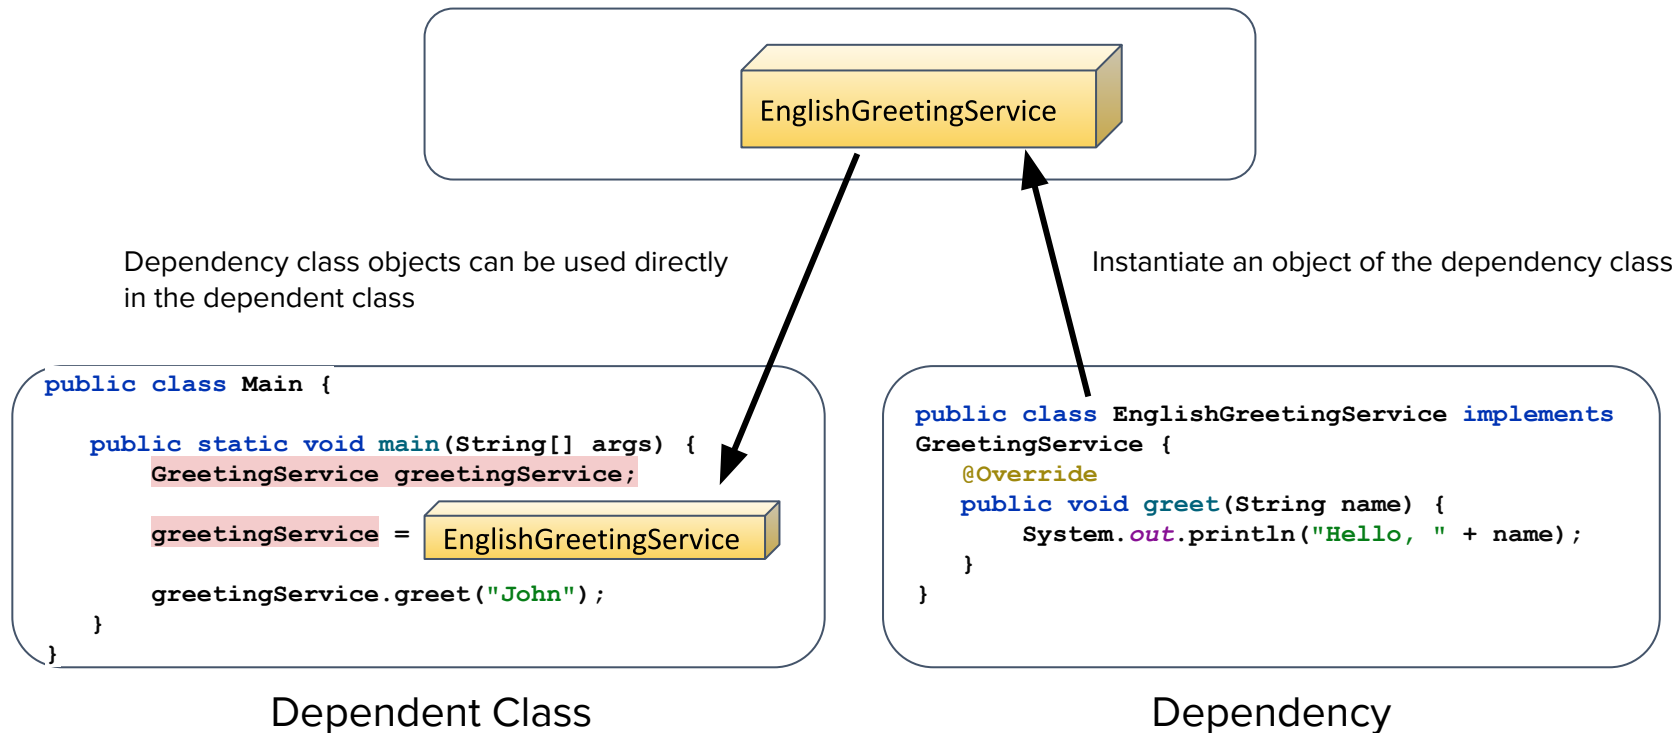 EnglishGreetingService
Dependency class objects can be used directly
in the dependent class
Instantiate an object of the dependency class
public class Main {
public static void main(String[] args) {
GreetingService greetingService;
greetingService = EnglishGreetingService
greetingService.greet("John");
}
}
public class EnglishGreetingService implements
GreetingService {
@Override
public void greet(String name) {
System.out.println("Hello, " + name);
}
}
Dependent Class
Dependency